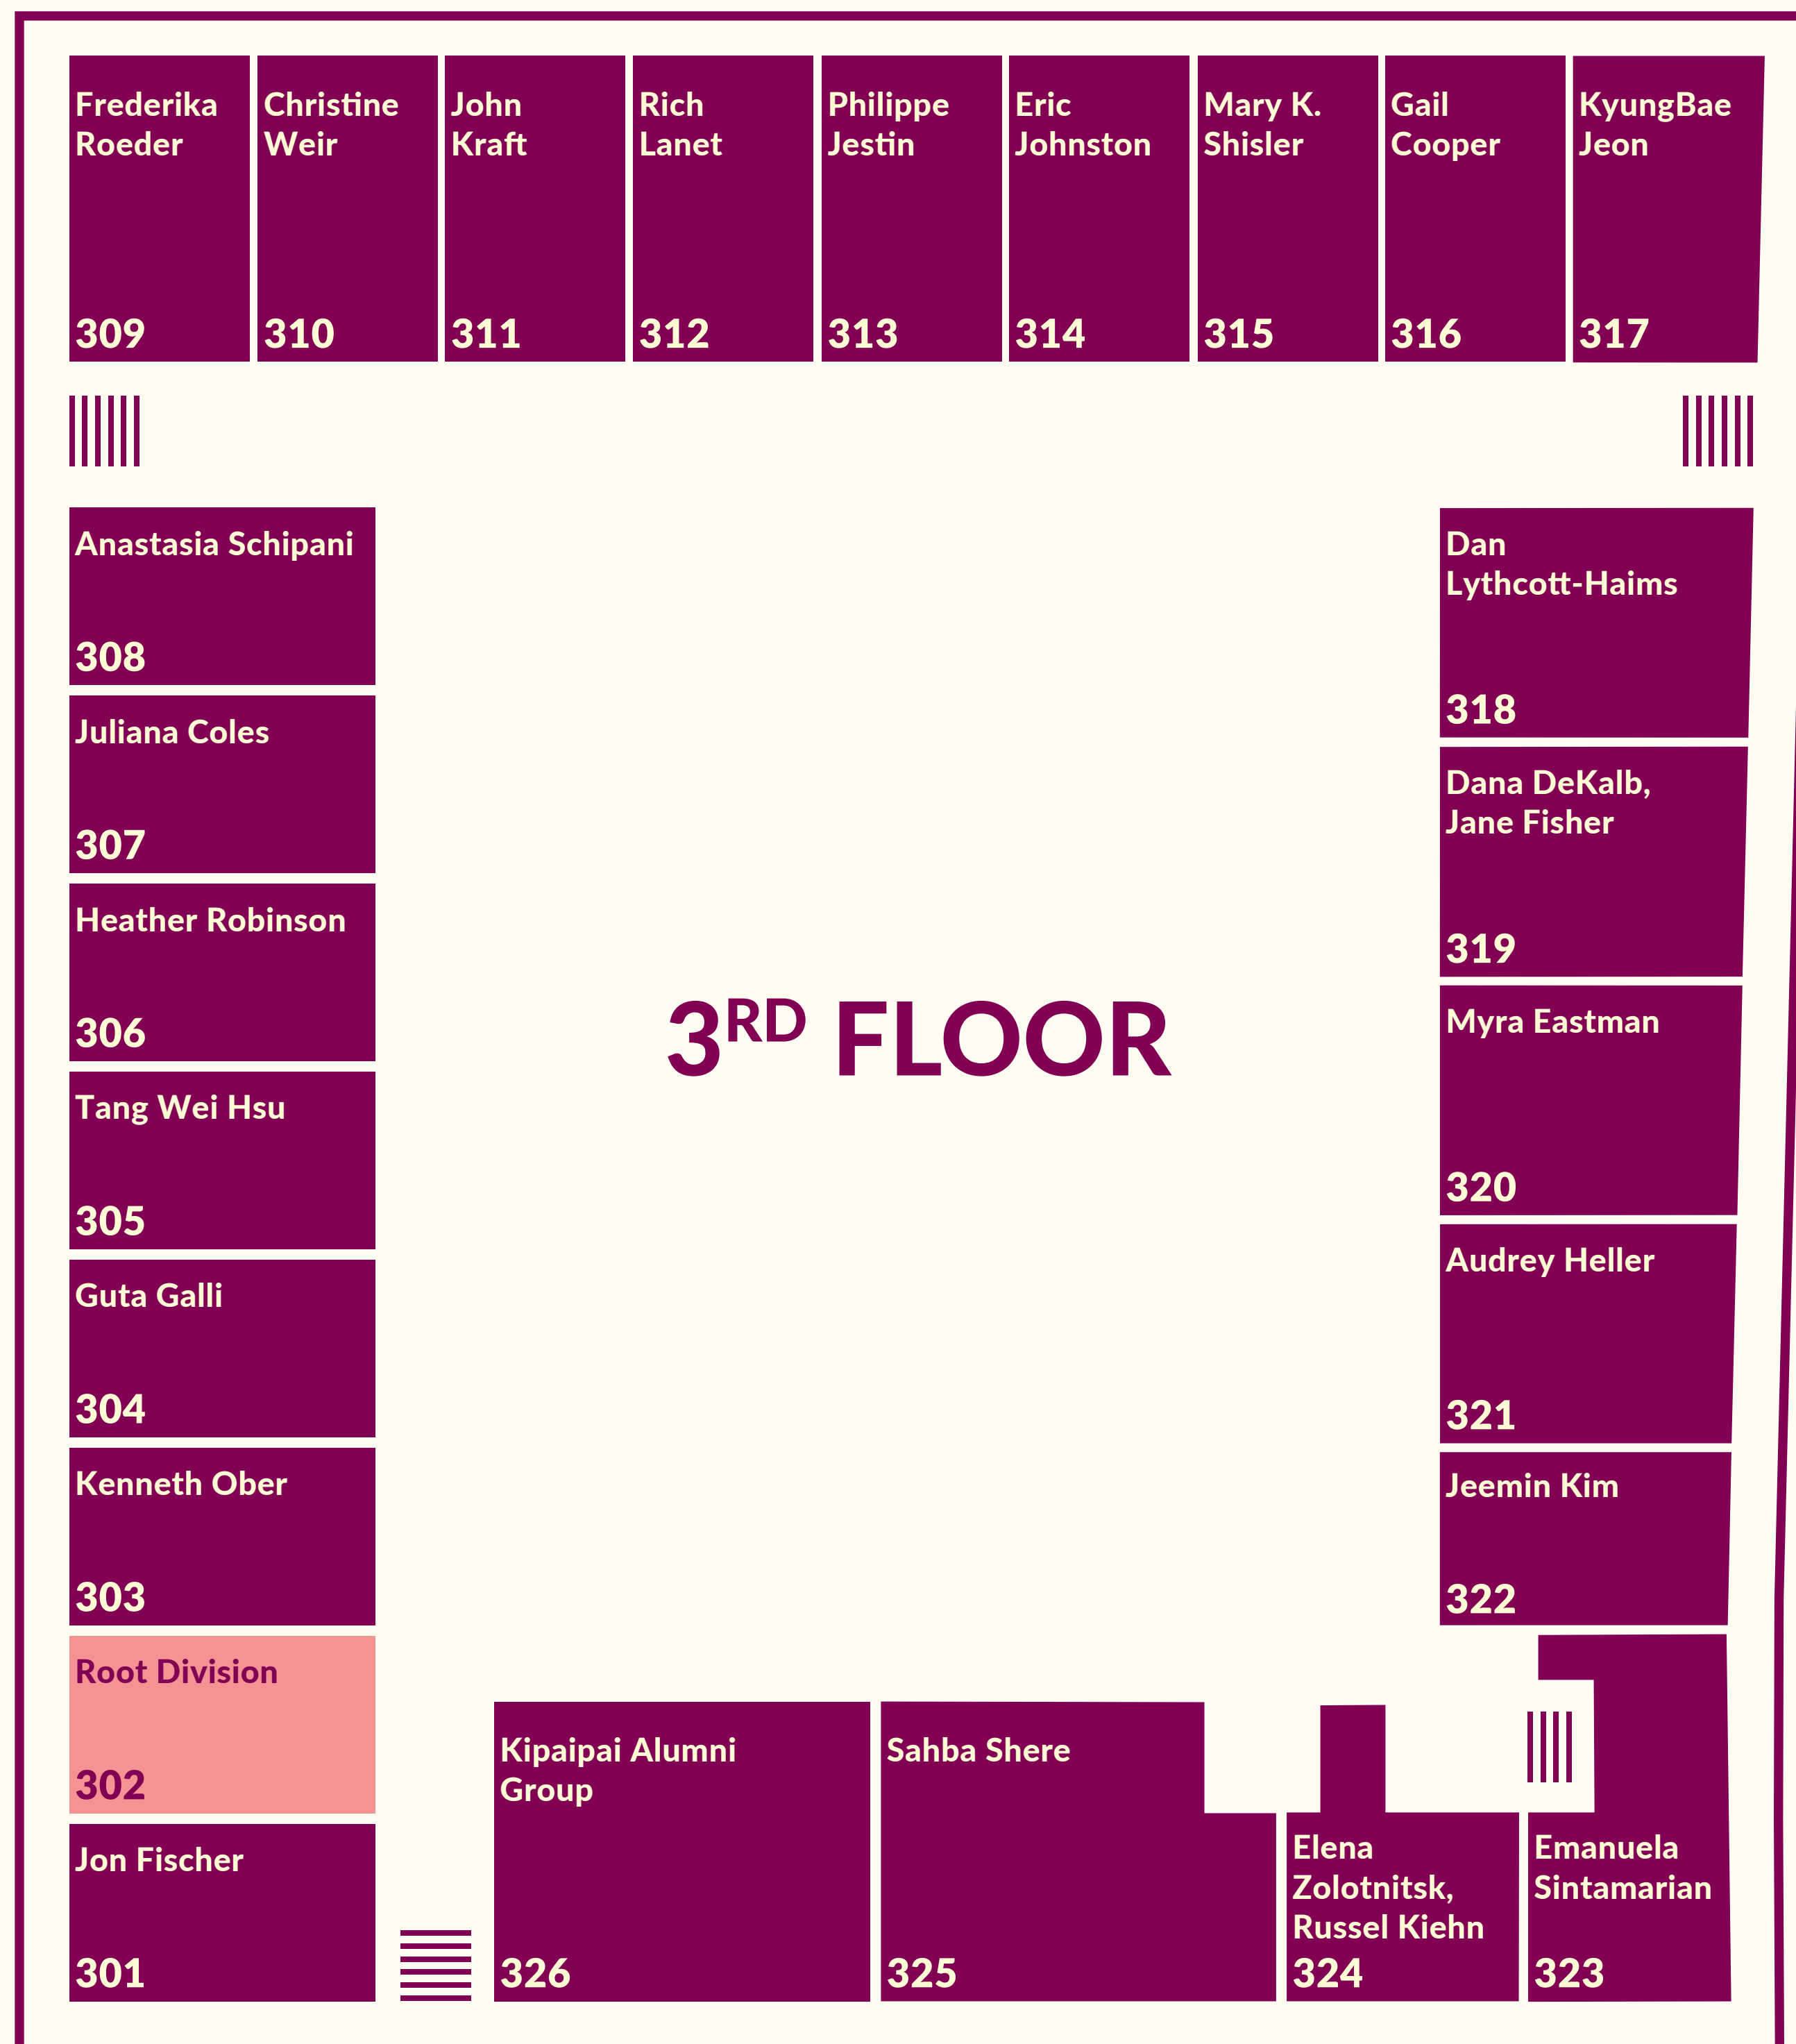 Frederika
Roeder
309
Christine
Weir
310
John
Kraft
311
Rich
Lanet
312
Philippe
Jestin
313
Eric
Johnston
314
Mary K.
Shisler
315
Gail
Cooper
316
KyungBae
Jeon
317
Anastasia Schipani
308
Juliana Coles
307
Heather Robinson
306
Tang Wei Hsu
305
Guta Galli
304
Kenneth Ober
303
Root Division
302
Jon Fischer
301
3RD FLOOR
Dan
Lythcott-Haims
318
Dana DeKalb,
Jane Fisher
319
Myra Eastman
320
Audrey Heller
321
Jeemin Kim
322
Kipaipai Alumni
Group
326
Sahba Shere
325
Elena
Zolotnitsk,
Russel Kiehn
324
Emanuela
Sintamarian
323